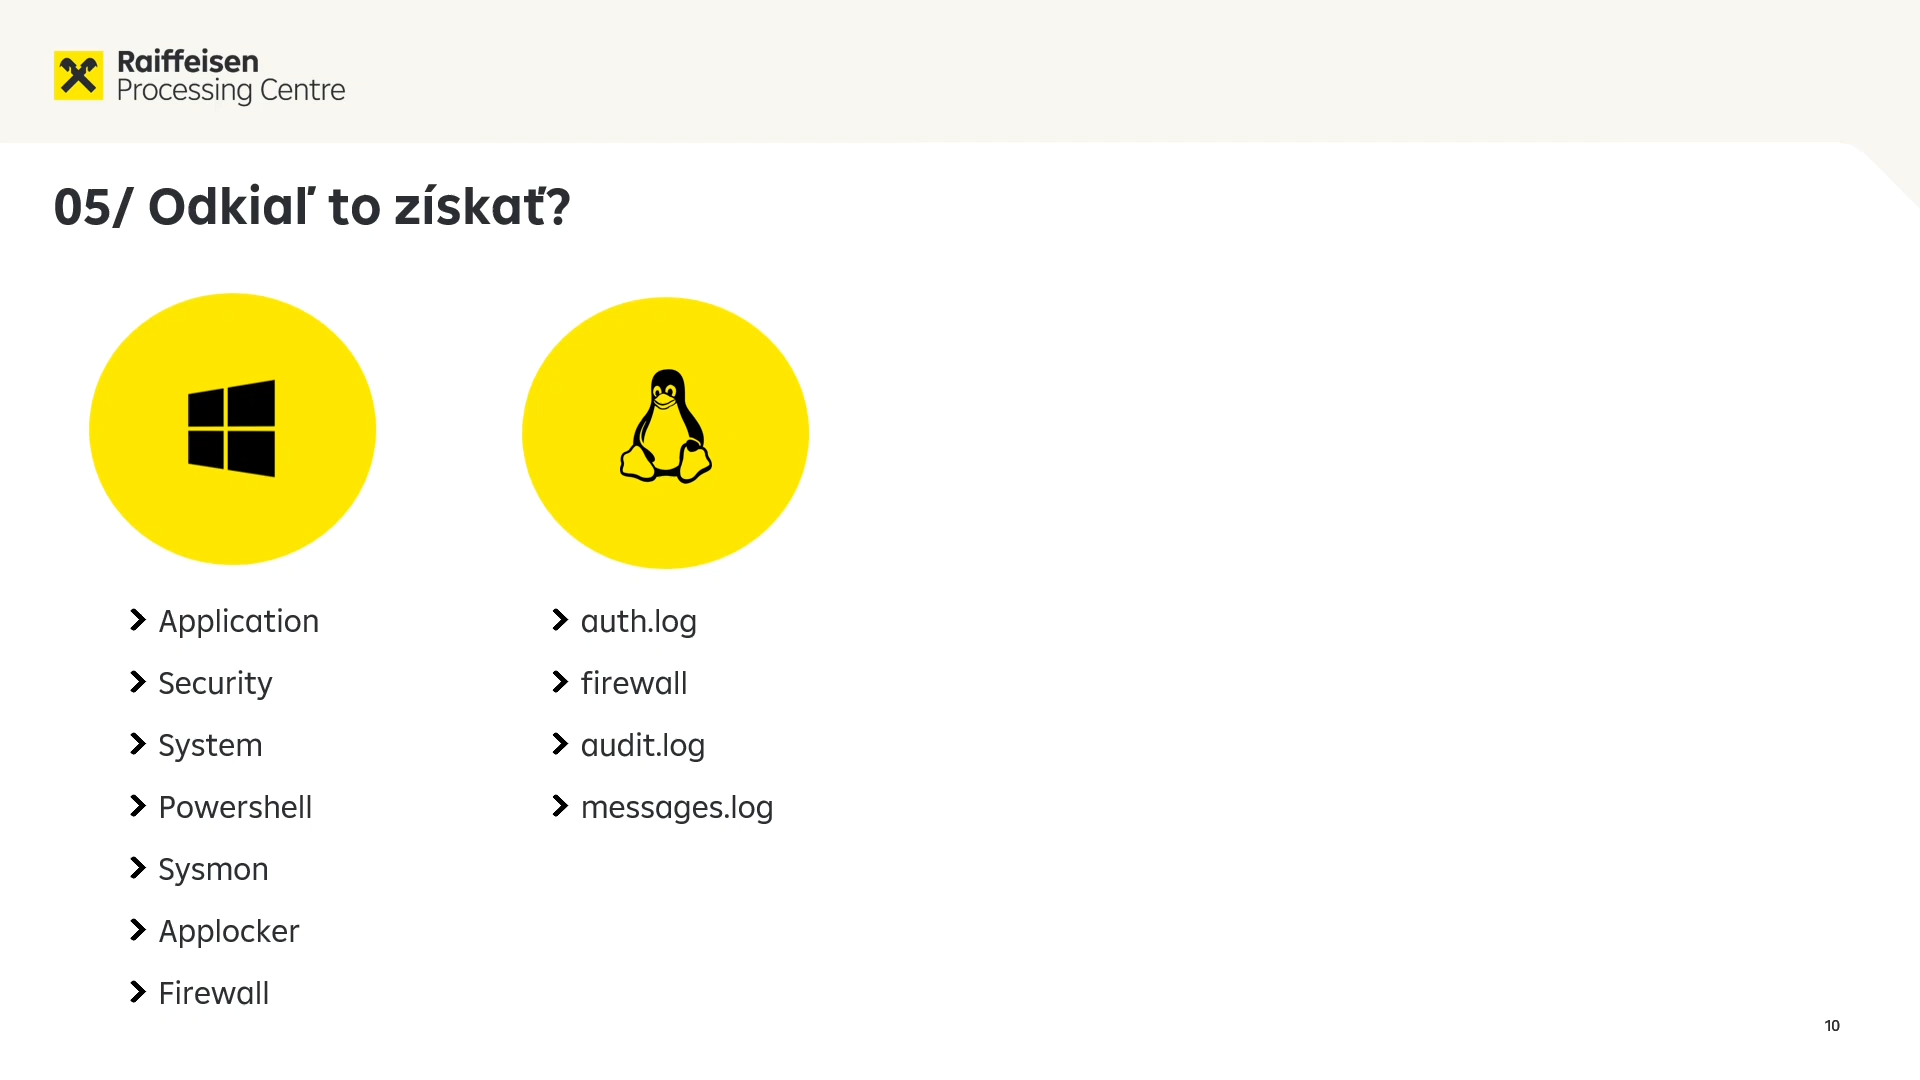 Raiffeisen
Processing Centre
05/ Odkiaľ to získať?
Application
Security
System
Powershell
Sysmon
Applocker
Firewall
auth.log
firewall
audit.log
messages.log
10